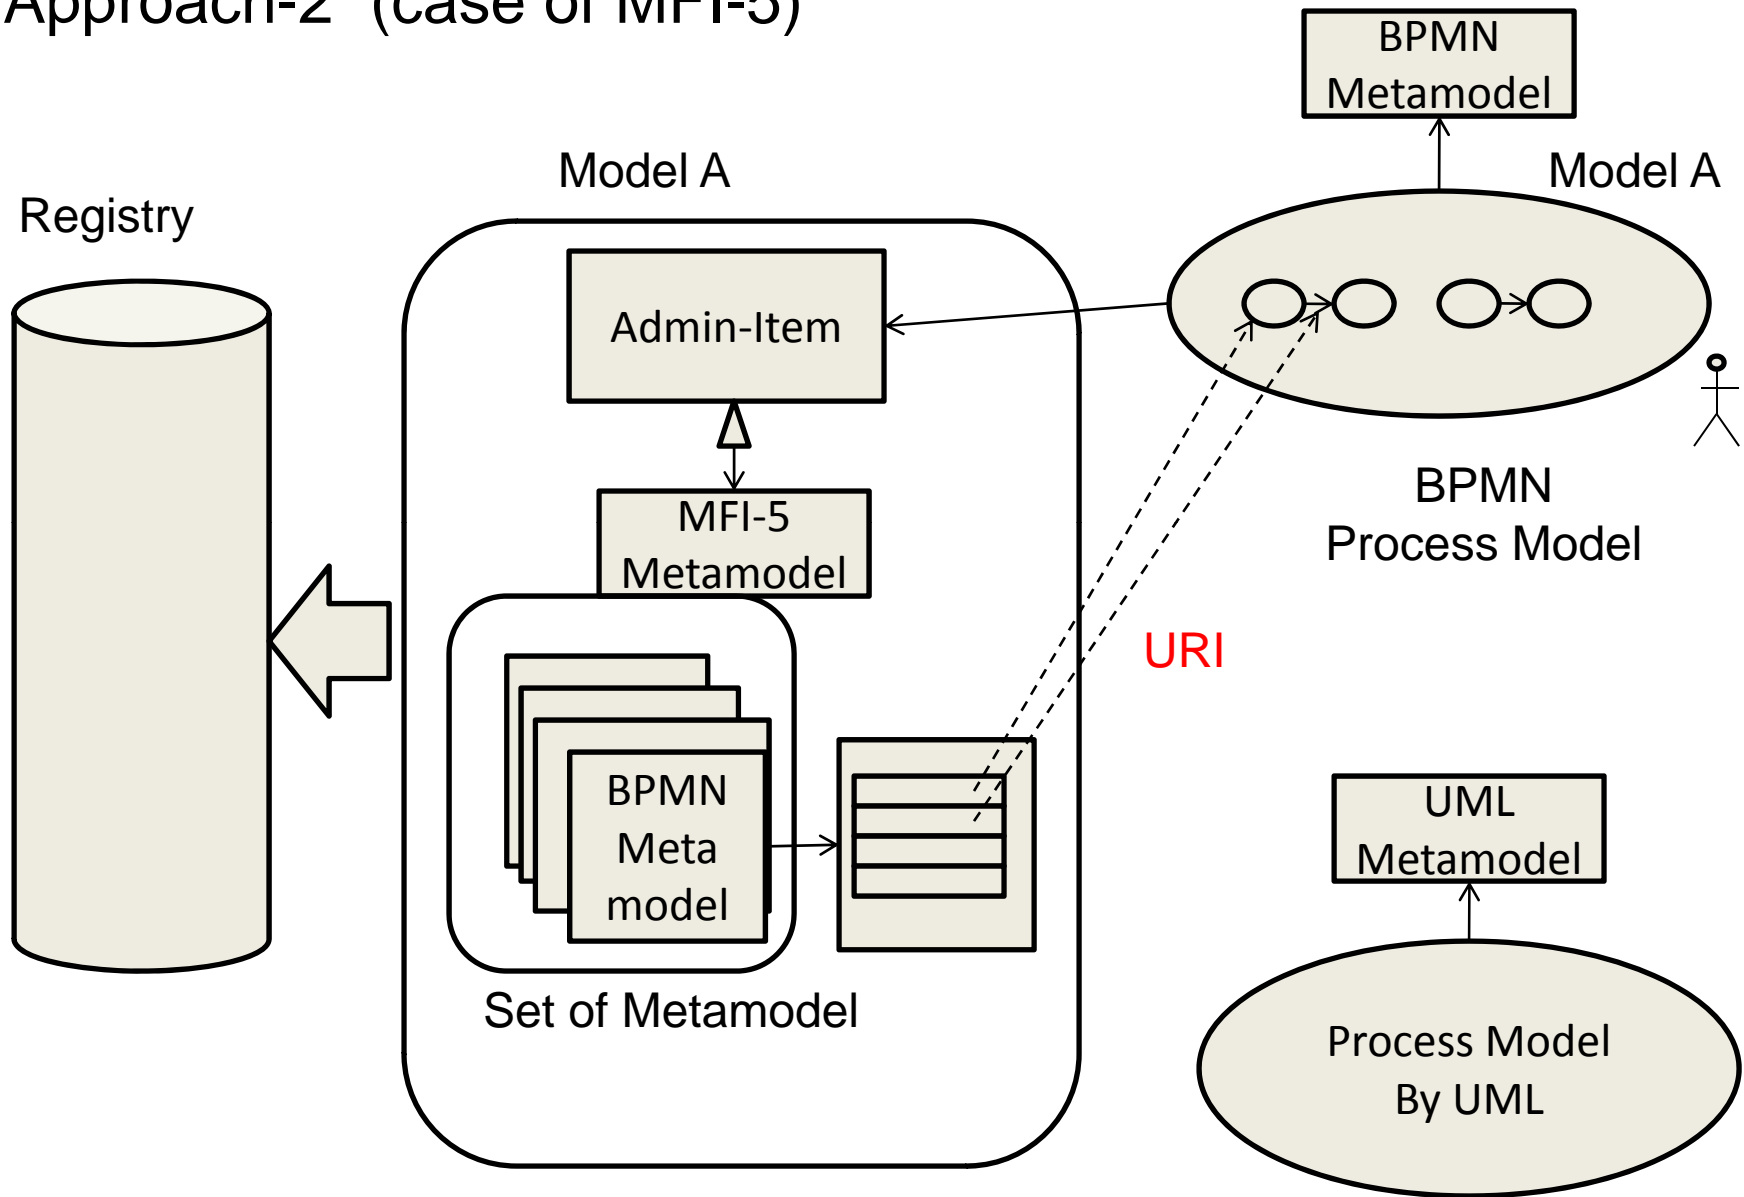 Approach-2 (case of MFI-5)
BPMN
Metamodel
Model A
Model A
Registry
Admin-Item
MFI-5
Metamodel
BPMN
Process Model
URI
BPMN
Meta
model
UML
Metamodel
Set of Metamodel
Process Model
By UML